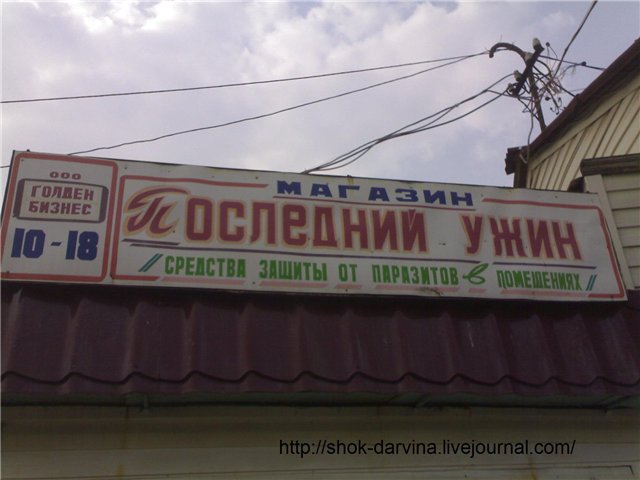 ООО
ГОЛДЕН
БИЗНЕС
10-18
МАГАЗИН
ПОСЛЕДНИЙ УЖИН
СРЕДСТВА ЗАЩИТЫ ОТ ПАРАЗИТОВ В ПОМЕЩЕНИЯХ
http://shok-darvina.livejournal.com/